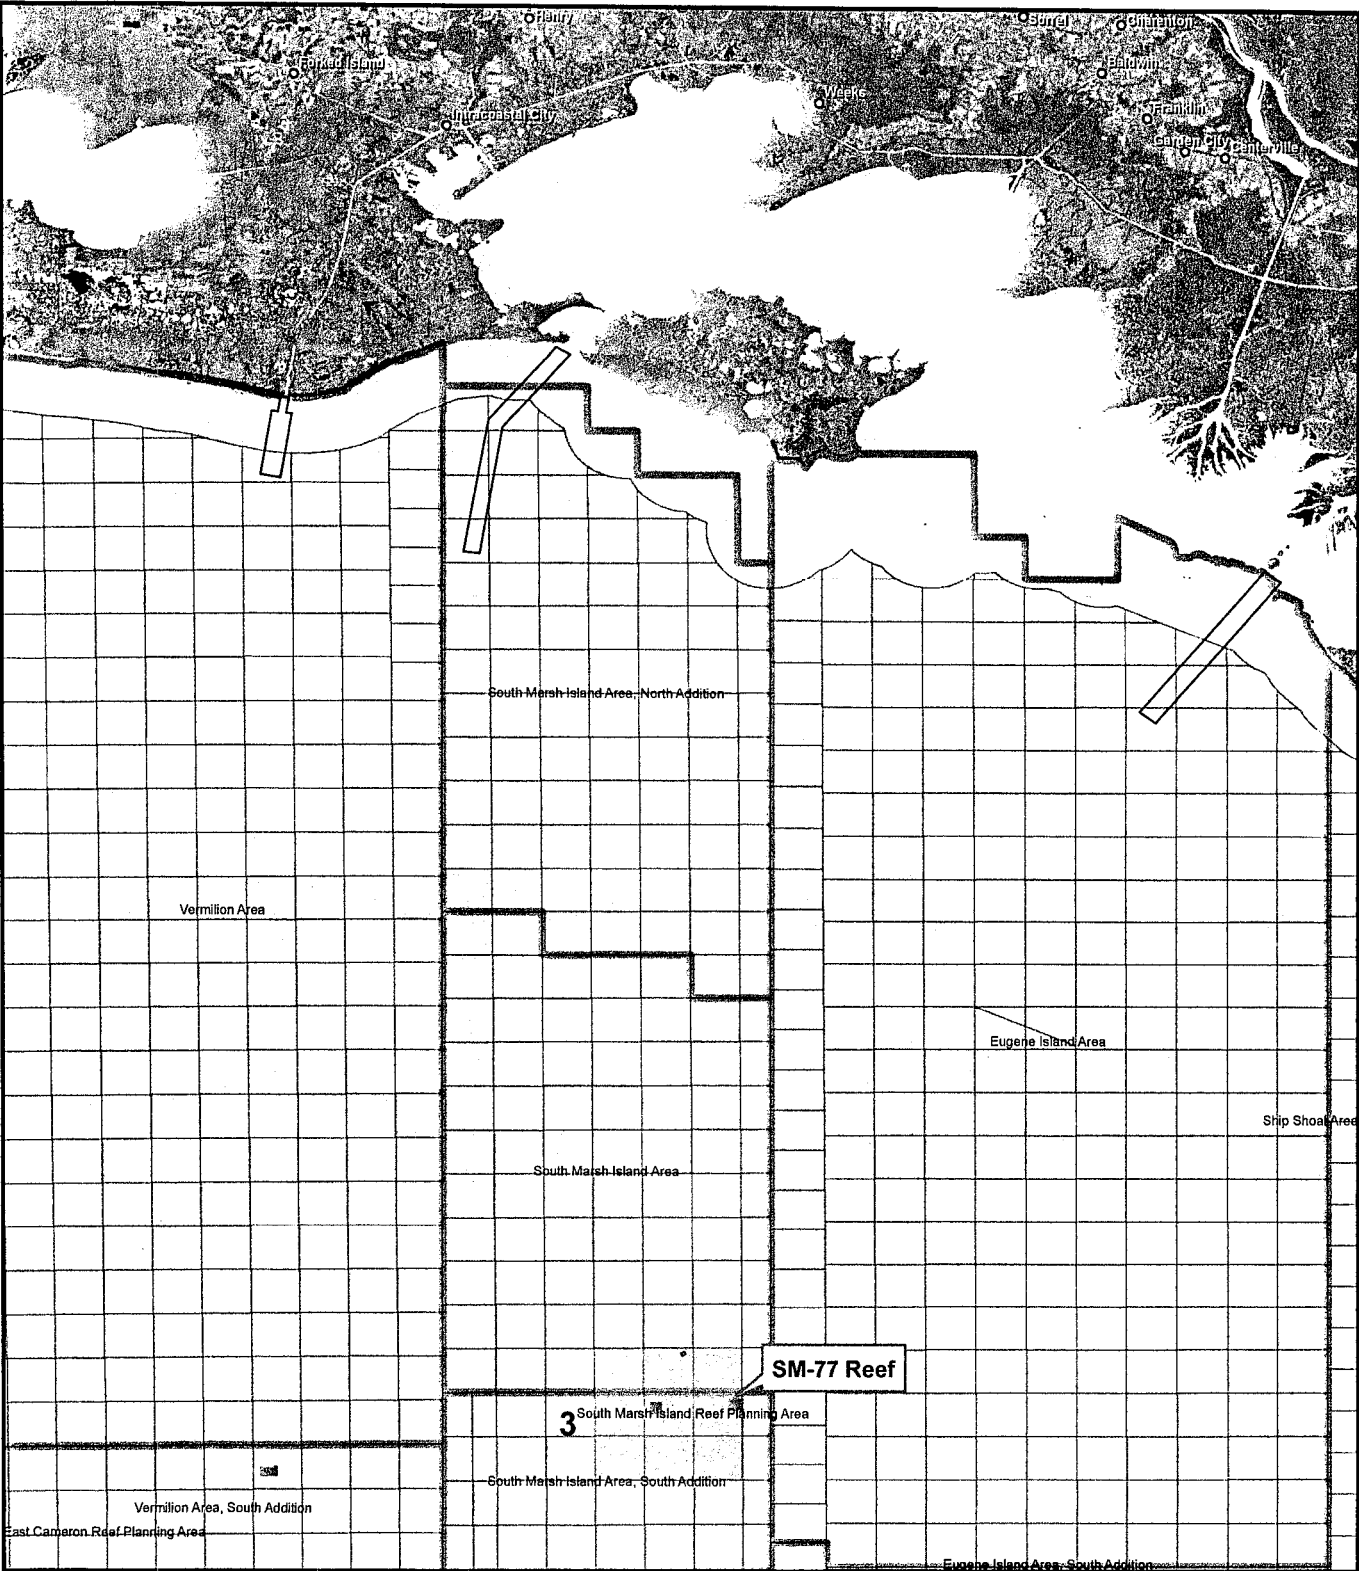 Henry
Sorrel
Charenton
Forked Island
Baldwin
Weeks
Franklin
Intracoastal City
Garden City
Centerville
South Marsh Island Area, North Addition
Vermilion Area
Eugene Island Area
Ship Shoal Area
South Marsh Island Area
SM-77 Reef
3
South Marsh Island Reef Planning Area
South Marsh Island Area, South Addition
Vermilion Area, South Addition
East Cameron Reef Planning Area
Eugene Island Area, South Addition